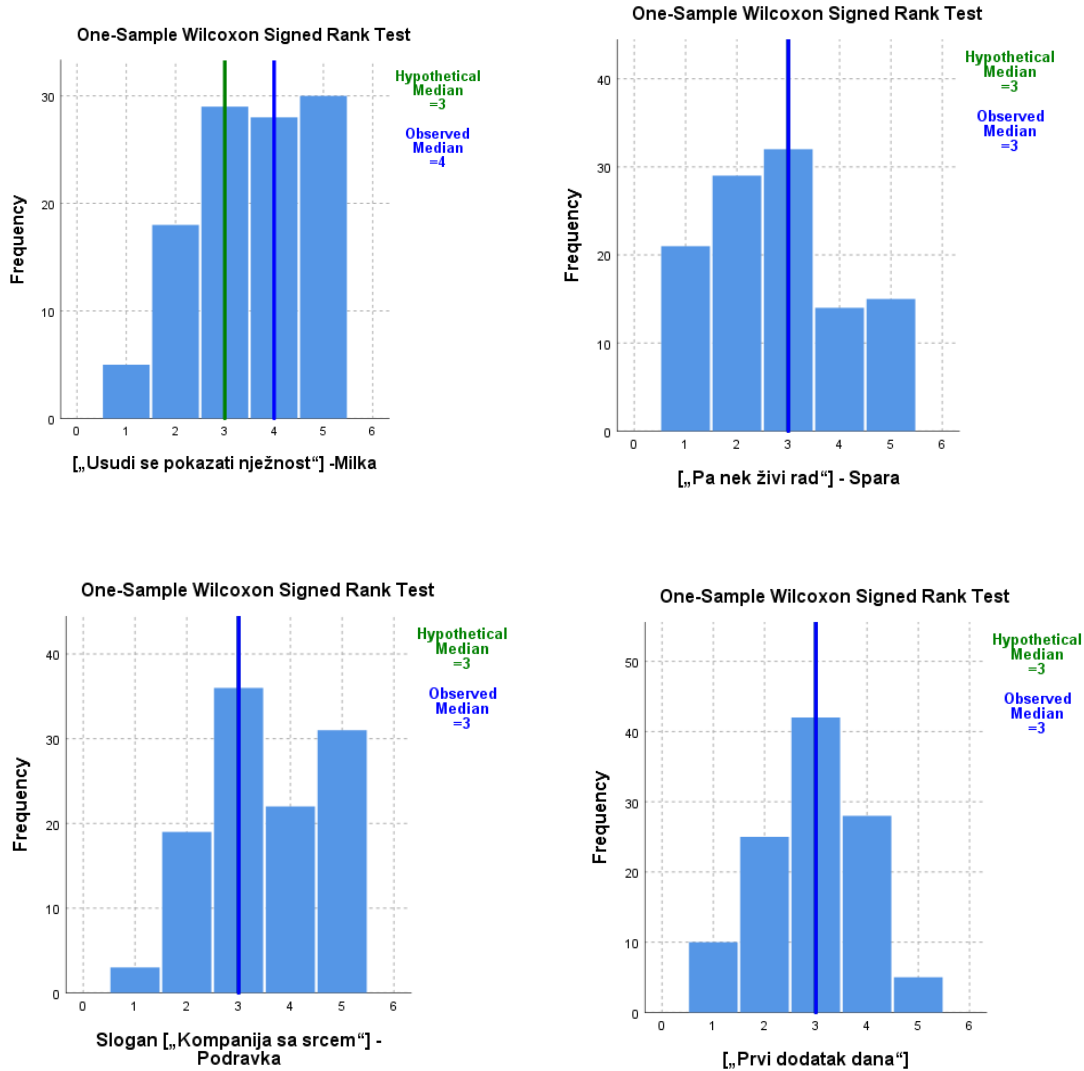 One-Sample Wilcoxon Signed Rank Test
Hypothetical
Median
=3
Observed
Median
=4
Frequency
30
20
10
0
0 1 2 3 4 5 6
[„Usudi se pokazati nježnost“] -Milka
One-Sample Wilcoxon Signed Rank Test
Hypothetical
Median
=3
Observed
Median
=3
Frequency
40
30
20
10
0
0 1 2 3 4 5 6
[„Pa nek živi rad“] - Spara
One-Sample Wilcoxon Signed Rank Test
Hypothetical
Median
=3
Observed
Median
=3
Frequency
40
30
20
10
0
0 1 2 3 4 5 6
Slogan [„Kompanija sa srcem“] -
Podravka
One-Sample Wilcoxon Signed Rank Test
Hypothetical
Median
=3
Observed
Median
=3
Frequency
50
40
30
20
10
0
0 1 2 3 4 5 6
[„Prvi dodatak dana“]